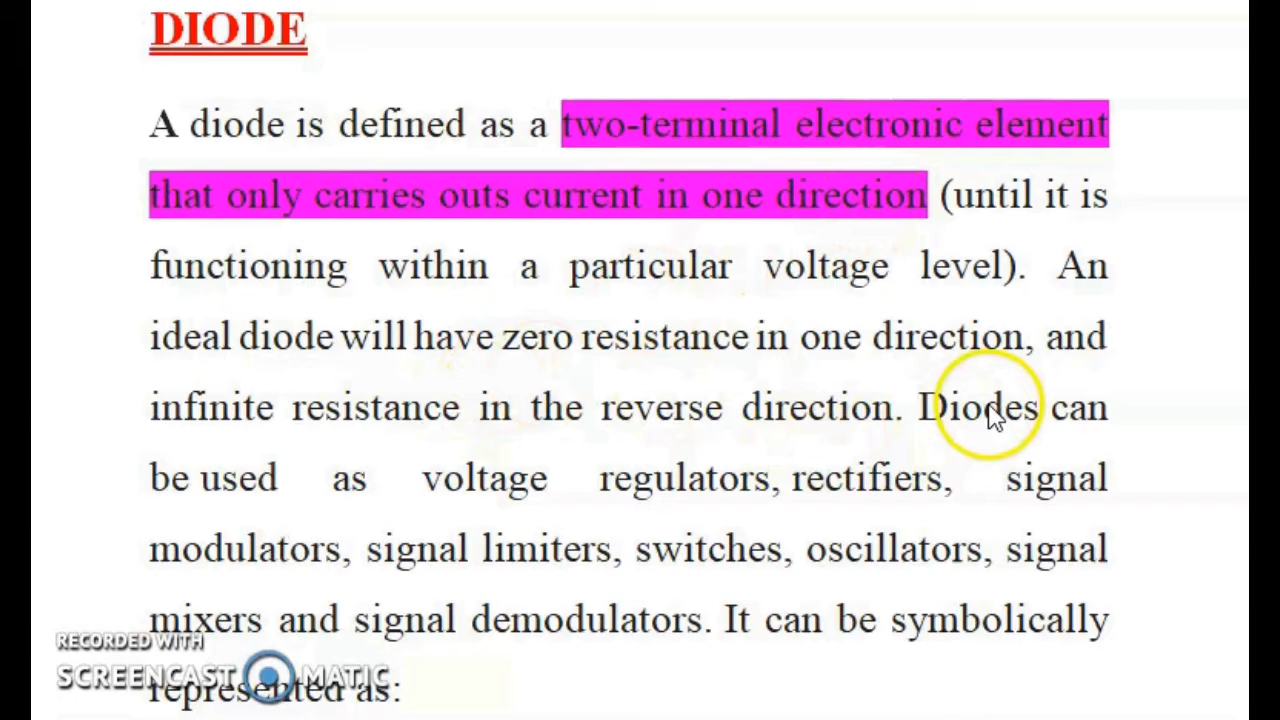 DIODE
A diode is defined as a two-terminal electronic element
that only carries outs current in one direction (until it is
functioning within a particular voltage level). An
ideal diode will have zero resistance in one direction, and
infinite resistance in the reverse direction. Diodes can
be used as voltage regulators, rectifiers, signal
modulators, signal limiters, switches, oscillators, signal
mixers and signal demodulators. It can be symbolically
RECORDED WITH
SCREENCAST MATIC
represented as: